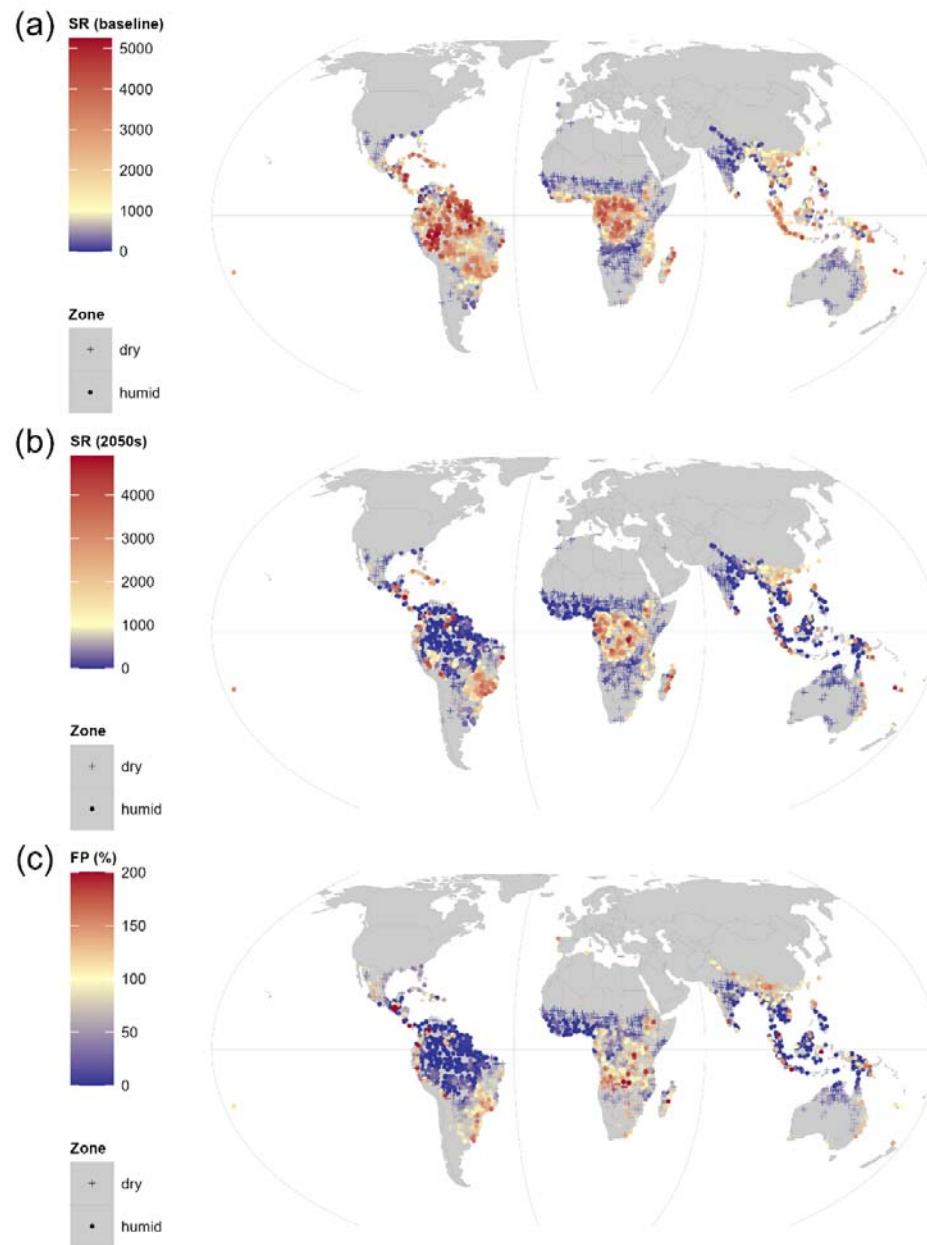 (a)
SR (baseline)
5000
4000
3000
2000
1000
0
Zone
dry
humid
(b)
SR (2050s)
4000
3000
2000
1000
0
Zone
dry
humid
(c)
FP (%)
200
150
100
50
0
Zone
dry
humid